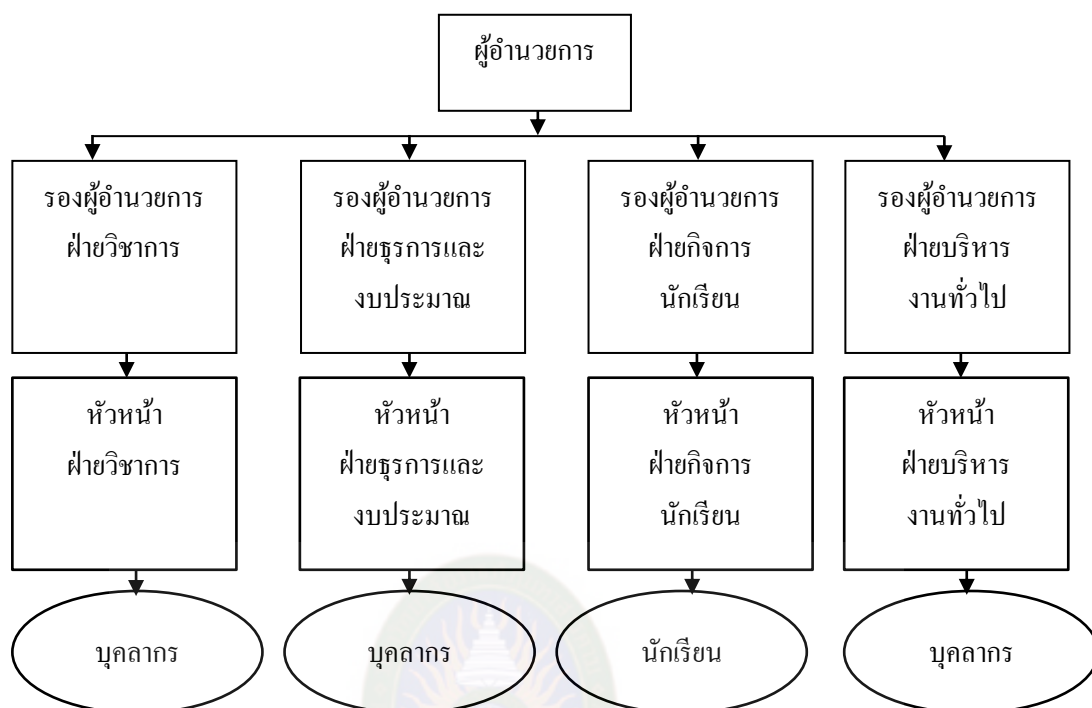 ผู้อำนวยการ
รองผู้อำนวยการ
ฝ่ายวิชาการ
รองผู้อำนวยการ
ฝ่ายธุรการและ
งบประมาณ
รองผู้อำนวยการ
ฝ่ายกิจการ
นักเรียน
รองผู้อำนวยการ
ฝ่ายบริหาร
งานทั่วไป
หัวหน้า
ฝ่ายวิชาการ
หัวหน้า
ฝ่ายธุรการและ
งบประมาณ
หัวหน้า
ฝ่ายกิจการ
นักเรียน
หัวหน้า
ฝ่ายบริหาร
งานทั่วไป
บุคลากร
บุคลากร
นักเรียน
บุคลากร